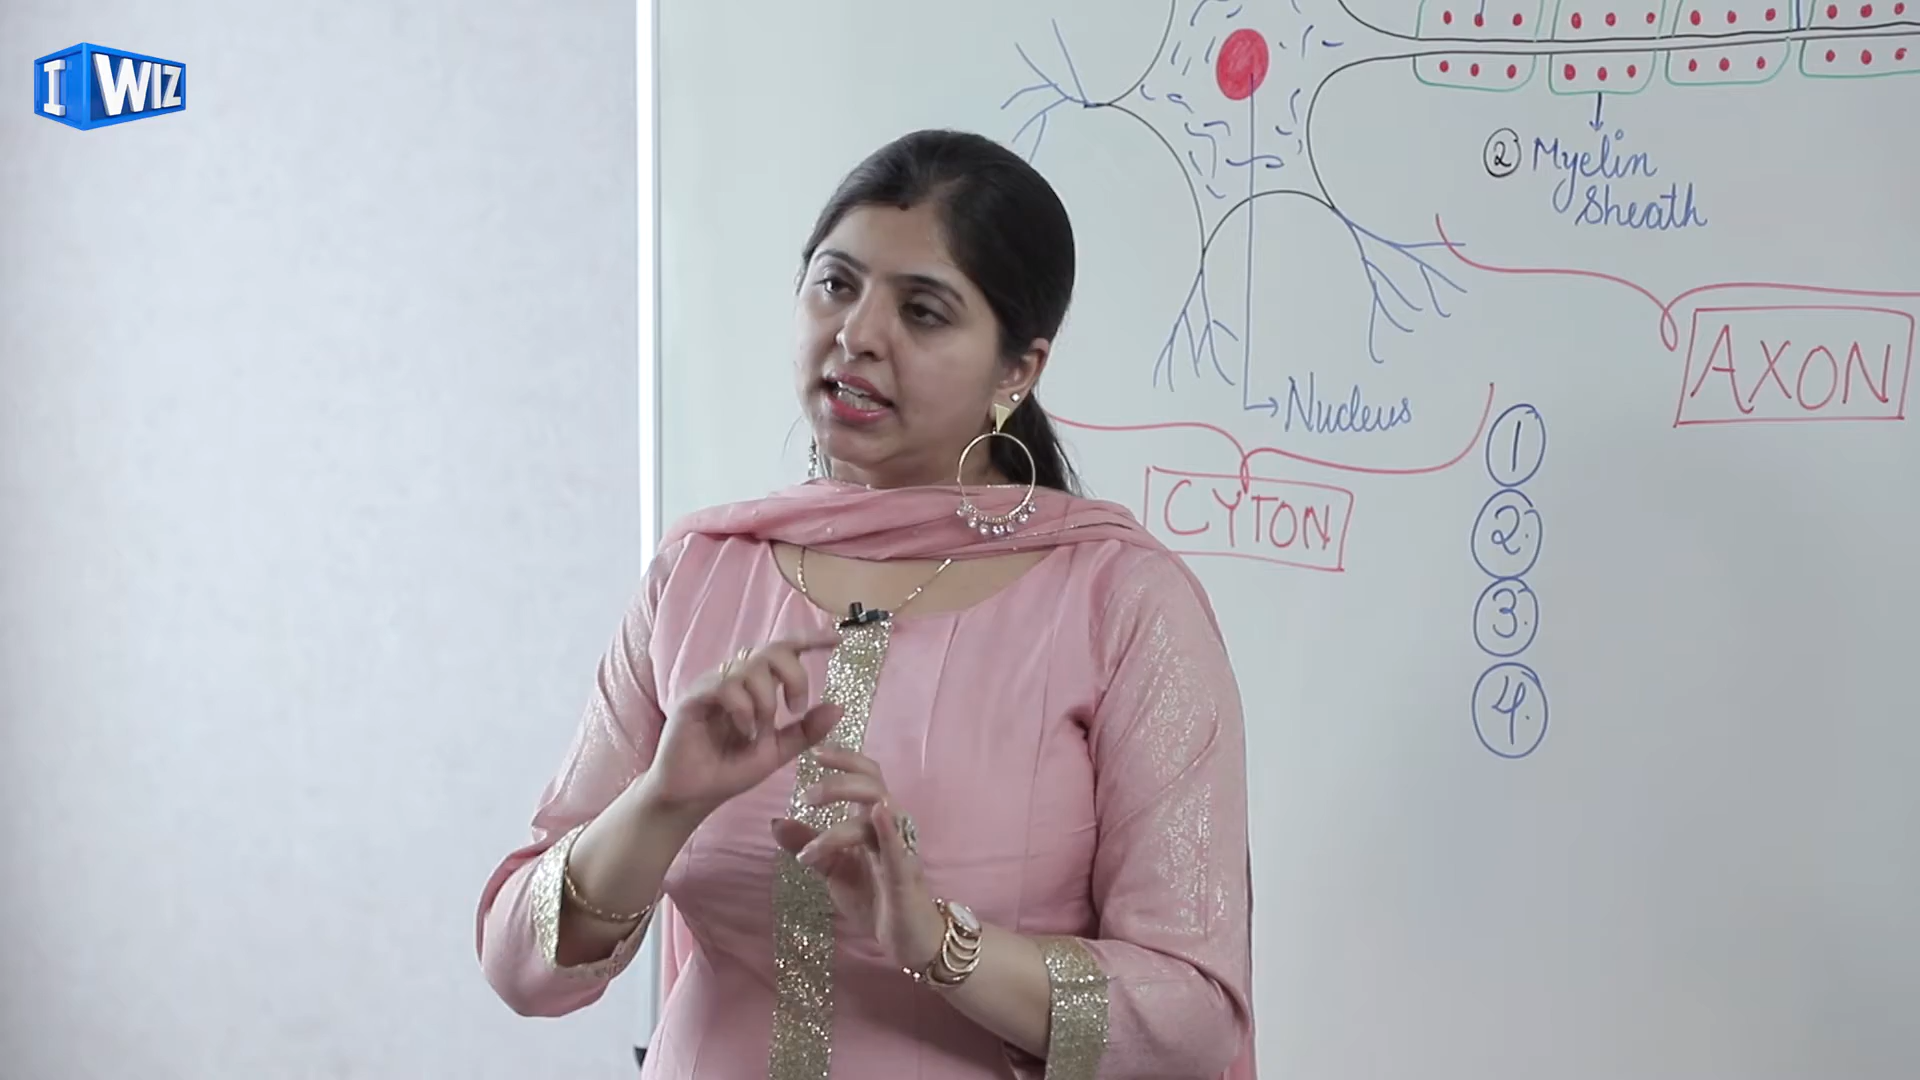 I WIZ
② Myelin
Sheath
AXON
Nucleus
CYTON
1
2.
3.
4.